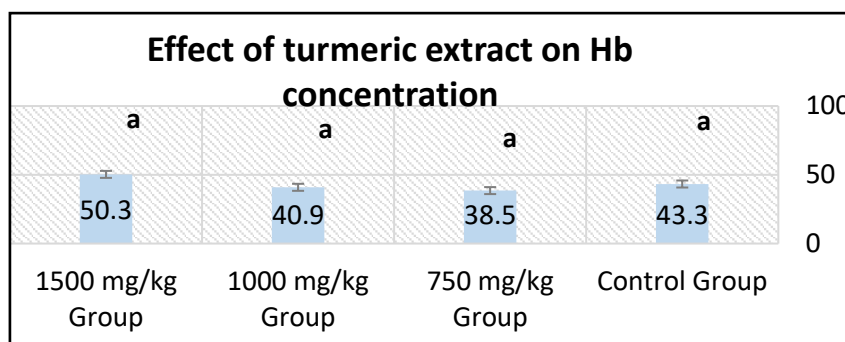 Effect of turmeric extract on Hb
concentration
a a a a
100
50
0
50.3 40.9 38.5 43.3
1500 mg/kg Group
1000 mg/kg Group
750 mg/kg Group
Control Group